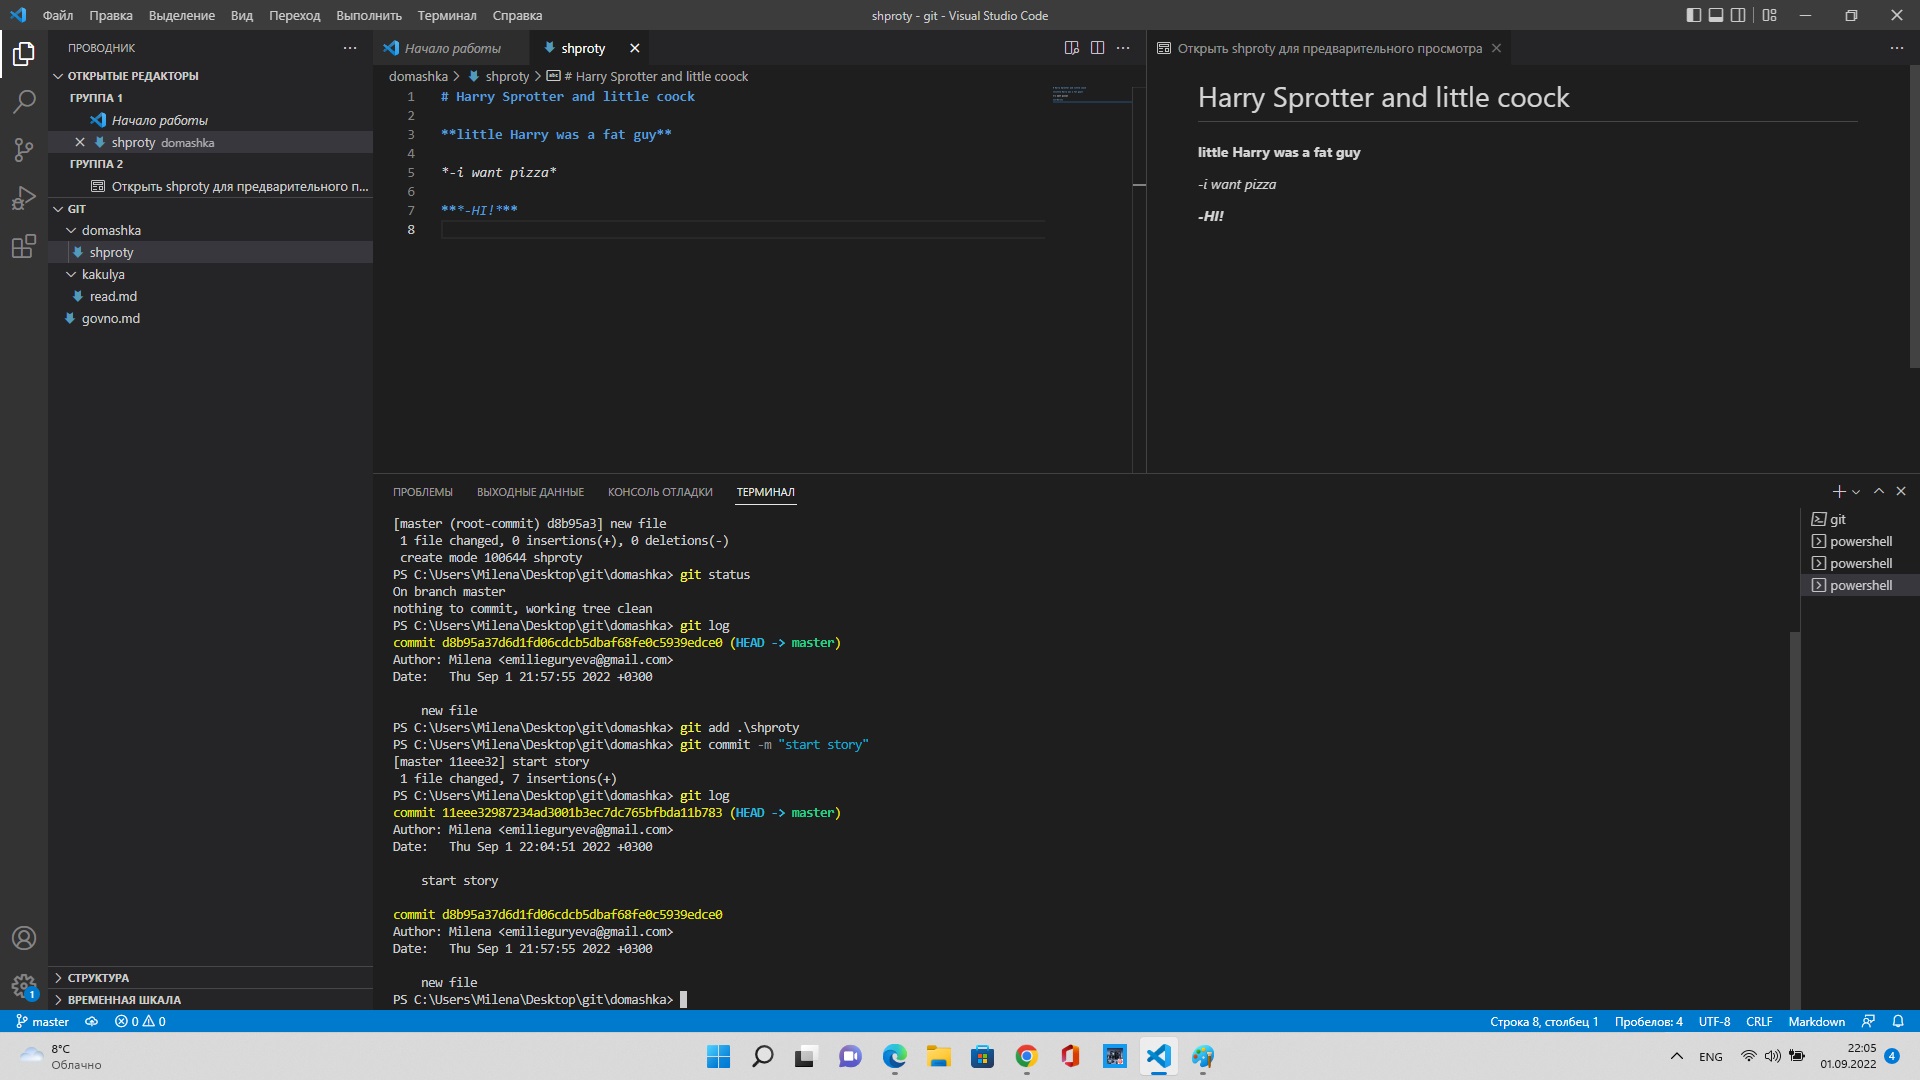 Файл Правка Выделение Вид Переход Выполнить Терминал Справка
shproty - git - Visual Studio Code
ПРОВОДНИК
ОТКРЫТЫЕ РЕДАКТОРЫ
ГРУППА 1
Начало работы
shproty domashka
ГРУППА 2
Открыть shproty для предварительного п...
GIT
domashka
shproty
kakulya
read.md
govno.md
СТРУКТУРА
ВРЕМЕННАЯ ШКАЛА
Начало работы
shproty
domashka > shproty > # Harry Sprotter and little coock
1 # Harry Sprotter and little coock
2
3 **little Harry was a fat guy**
4
5 *-i want pizza*
6
7 ***-HI!***
8
Открыть shproty для предварительного просмотра
Harry Sprotter and little coock
little Harry was a fat guy
-i want pizza
-HI!
ПРОБЛЕМЫ ВЫХОДНЫЕ ДАННЫЕ КОНСОЛЬ ОТЛАДКИ ТЕРМИНАЛ
[master (root-commit) d8b95a3] new file
1 file changed, 0 insertions(+), 0 deletions(-)
create mode 100644 shproty
PS C:\Users\Milena\Desktop\git\domashka> git status
On branch master
nothing to commit, working tree clean
PS C:\Users\Milena\Desktop\git\domashka> git log
commit d8b95a37d6d1fd06cdcb5dbaf68fe0c5939edce0 (HEAD -> master)
Author: Milena <emilieguryeva@gmail.com>
Date: Thu Sep 1 21:57:55 2022 +0300
new file
PS C:\Users\Milena\Desktop\git\domashka> git add .\shproty
PS C:\Users\Milena\Desktop\git\domashka> git commit -m "start story"
[master 11eee32] start story
1 file changed, 7 insertions(+)
PS C:\Users\Milena\Desktop\git\domashka> git log
commit 11eee32987234ad3001b3ec7dc765bfbda11b783 (HEAD -> master)
Author: Milena <emilieguryeva@gmail.com>
Date: Thu Sep 1 22:04:51 2022 +0300
start story
commit d8b95a37d6d1fd06cdcb5dbaf68fe0c5939edce0
Author: Milena <emilieguryeva@gmail.com>
Date: Thu Sep 1 21:57:55 2022 +0300
new file
PS C:\Users\Milena\Desktop\git\domashka>
git
powershell
powershell
powershell
1
master 0 0
Строка 8, столбец 1 Пробелов: 4 UTF-8 CRLF Markdown
8°C
Облачно
ENG
22:05
01.09.2022
4